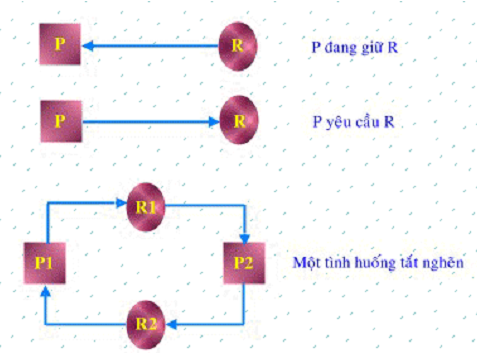 P R P đang giữ R
P R P yêu cầu R
R1
P1 P2 Một tình huống tắt nghẽn
R2